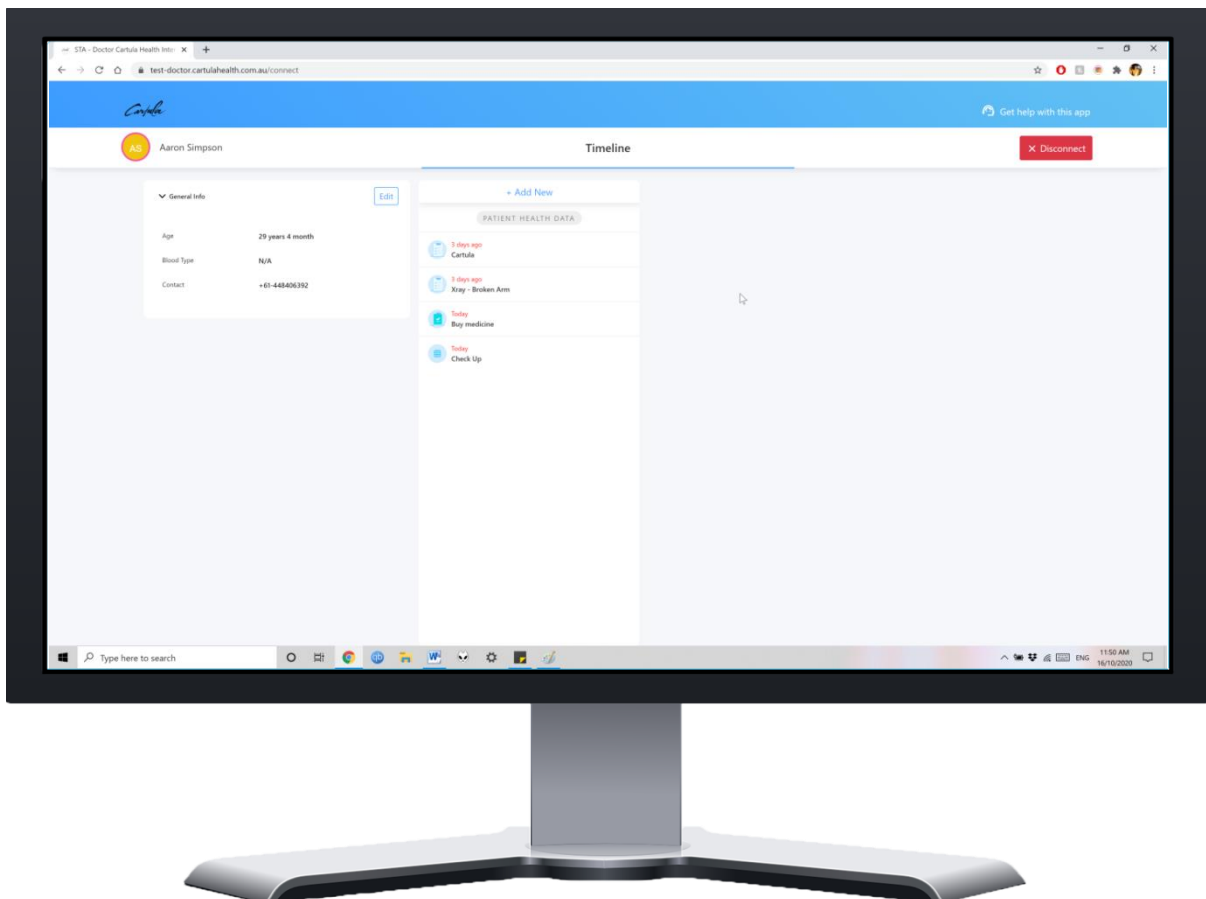 STA - Doctor Cartula Health Inte
test-doctor.cartulahealth.com.au/connect
Cartula
Get help with this app
AS
Aaron Simpson
Timeline
× Disconnect
General Info
Edit
Age
29 years 4 month
Blood Type
N/A
Contact
+61-448406392
+ Add New
PATIENT HEALTH DATA
3 days ago
Cartula
3 days ago
Xray - Broken Arm
Today
Buy medicine
Today
Check Up
Type here to search
ENG
11:50 AM
16/10/2020